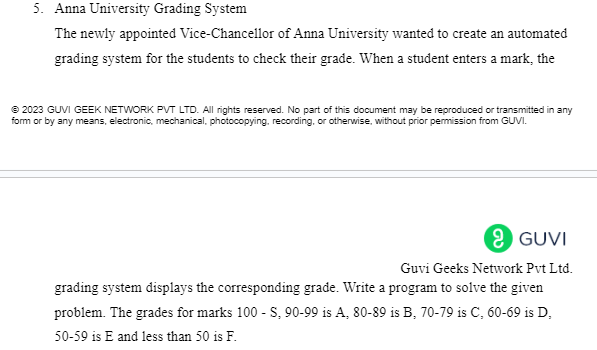 5. Anna University Grading System
The newly appointed Vice-Chancellor of Anna University wanted to create an automated
grading system for the students to check their grade. When a student enters a mark, the
© 2023 GUVI GEEK NETWORK PVT LTD. All rights reserved. No part of this document may be reproduced or transmitted in any
form or by any means, electronic, mechanical, photocopying, recording, or otherwise, without prior permission from GUVI.
GUVI
Guvi Geeks Network Pvt Ltd.
grading system displays the corresponding grade. Write a program to solve the given
problem. The grades for marks 100 - S, 90-99 is A, 80-89 is B, 70-79 is C, 60-69 is D,
50-59 is E and less than 50 is F.